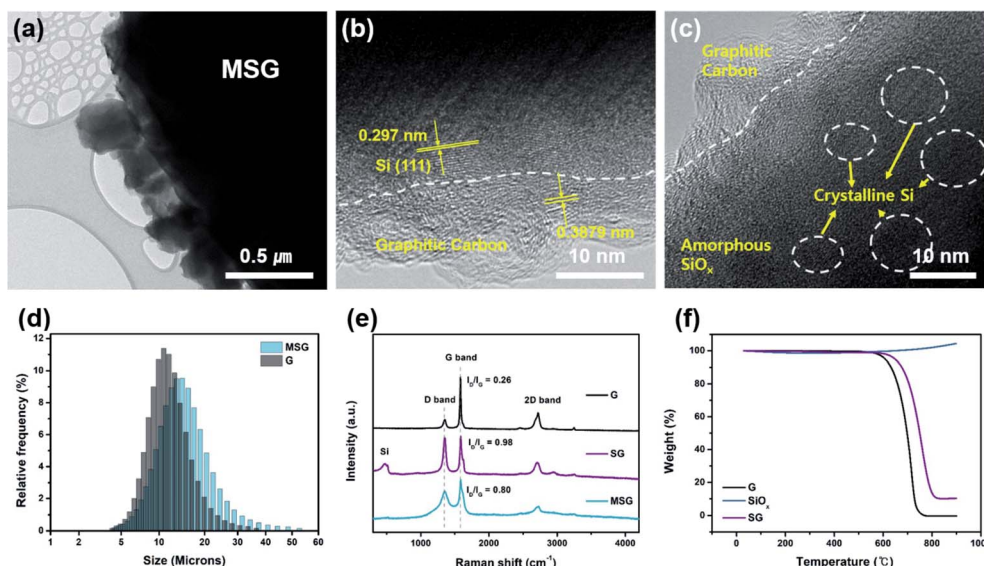 (a)
MSG
0.5 μm
(b)
0.297 nm
Si (111)
0.3879 nm
Graphitic Carbon
10 nm
(c)
Graphitic
Carbon
Crystalline Si
Amorphous
SiOx
10 nm
(d)
Relative frequency (%)
12
10
8
6
4
2
0
1
5
10
20
30
40
50
60
Size (Microns)
MSG
G
(e)
Intensity (a.u.)
G band
ID/IG = 0.26
D band
2D band
G
Si
ID/IG = 0.98
SG
ID/IG = 0.80
MSG
1000
2000
3000
4000
Raman shift (cm-1)
(f)
Weight (%)
100
80
60
40
20
0
G
SiOx
SG
0
200
400
600
800
1000
Temperature (℃)